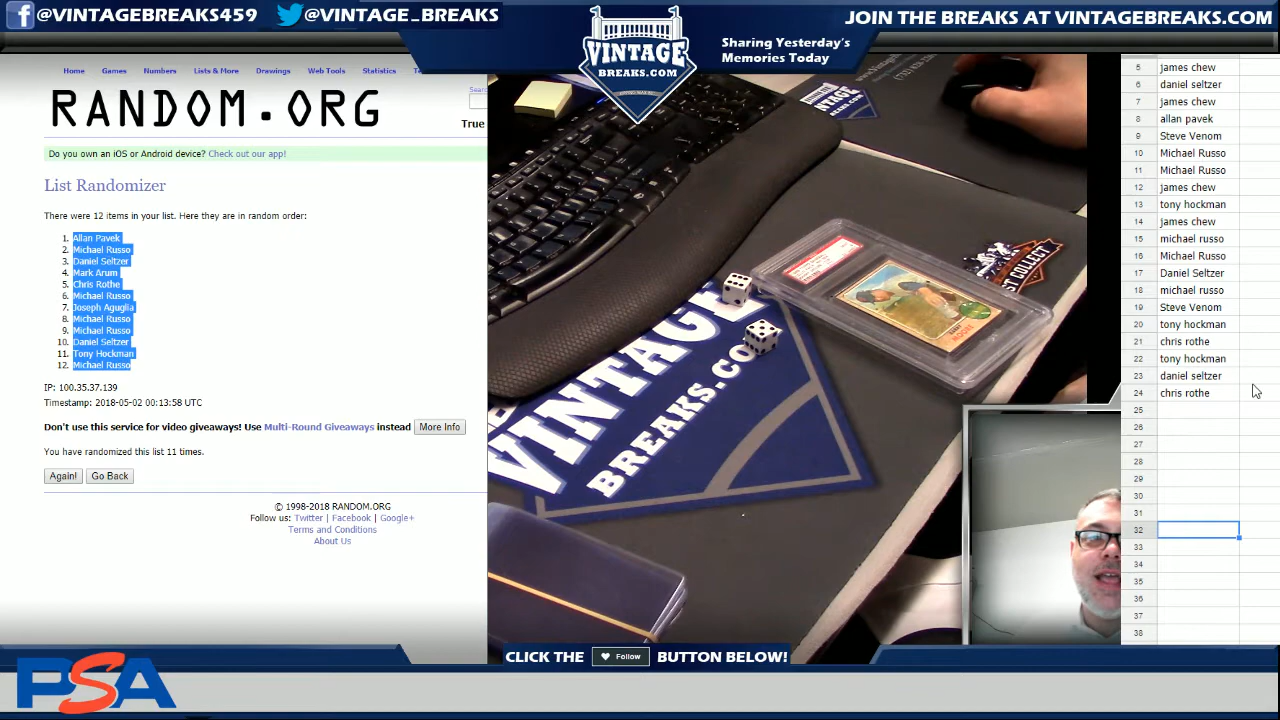 @VINTAGEBREAKS459
@VINTAGE_BREAKS
VINTAGE
BREAKS.COM
Sharing Yesterday's
Memories Today
JOIN THE BREAKS AT VINTAGEBREAKS.COM
Home Games Numbers Lists & More Drawings Web Tools Statistics
RANDOM.ORG
True
Do you own an iOS or Android device? Check out our app!
List Randomizer
There were 12 items in your list. Here they are in random order:
1. Allan Pavek
2. Michael Russo
3. Daniel Seltzer
4. Mark Arum
5. Chris Rothe
6. Michael Russo
7. Joseph Aguglia
8. Michael Russo
9. Michael Russo
10. Daniel Seltzer
11. Tony Hockman
12. Michael Russo
IP: 100.35.37.139
Timestamp: 2018-05-02 00:13:58 UTC
Don't use this service for video giveaways! Use Multi-Round Giveaways instead More Info
You have randomized this list 11 times.
Again! Go Back
© 1998-2018 RANDOM.ORG
Follow us: Twitter | Facebook | Google+
Terms and Conditions
About Us
VINTAGE
BREAKS.CO
VINTAGE
BREAKS.COM
ST COLLECT
5 james chew
6 daniel seltzer
7 james chew
8 allan pavek
9 Steve Venom
10 Michael Russo
11 Michael Russo
12 james chew
13 tony hockman
14 james chew
15 michael russo
16 Michael Russo
17 Daniel Seltzer
18 michael russo
19 Steve Venom
20 tony hockman
21 chris rothe
22 tony hockman
23 daniel seltzer
24 chris rothe
25
26
27
28
29
30
31
32
33
34
35
36
37
38
CLICK THE Follow BUTTON BELOW!
PSA